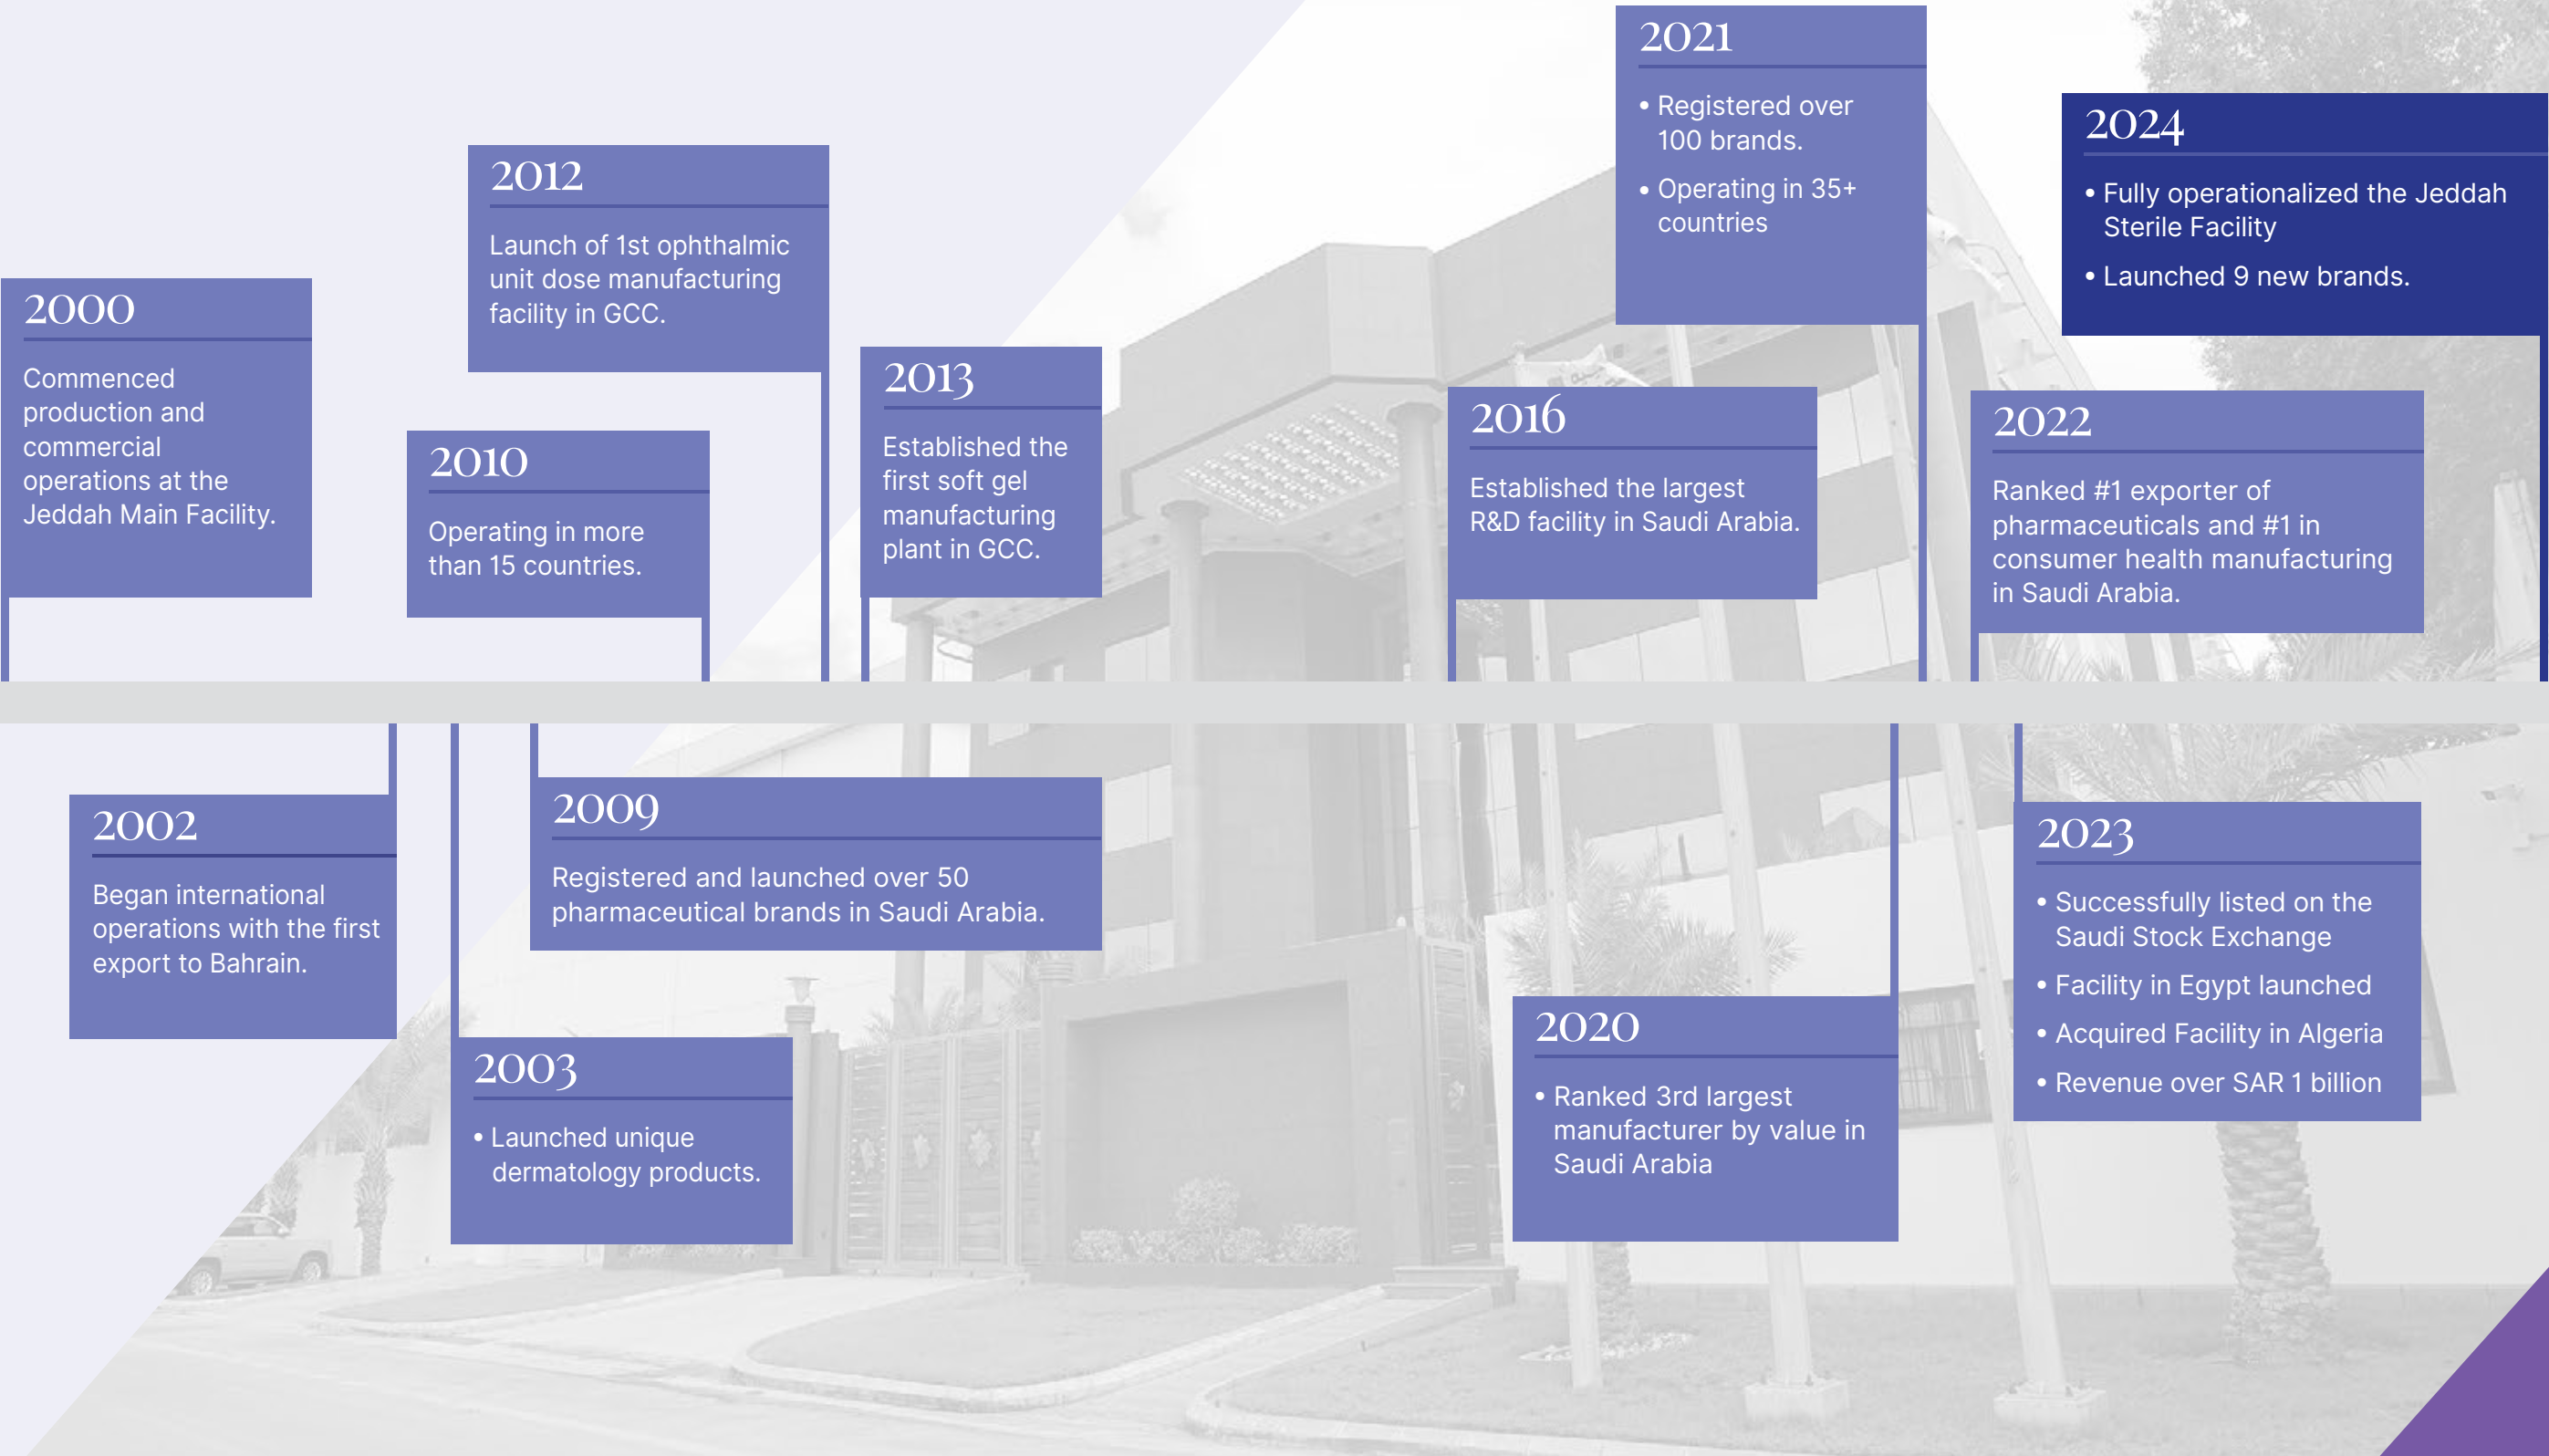 2000
Commenced
production and
commercial
operations at the
Jeddah Main Facility.
2012
Launch of 1st ophthalmic
unit dose manufacturing
facility in GCC.
2010
Operating in more
than 15 countries.
2013
Established the
first soft gel
manufacturing
plant in GCC.
2021
• Registered over
100 brands.
• Operating in 35+
countries
2016
Established the largest
R&D facility in Saudi Arabia.
2024
• Fully operationalized the Jeddah
Sterile Facility
• Launched 9 new brands.
2022
Ranked #1 exporter of
pharmaceuticals and #1 in
consumer health manufacturing
in Saudi Arabia.
2002
Began international
operations with the first
export to Bahrain.
2009
Registered and launched over 50
pharmaceutical brands in Saudi Arabia.
2003
• Launched unique
dermatology products.
2020
• Ranked 3rd largest
manufacturer by value in
Saudi Arabia
2023
• Successfully listed on the
Saudi Stock Exchange
• Facility in Egypt launched
• Acquired Facility in Algeria
• Revenue over SAR 1 billion